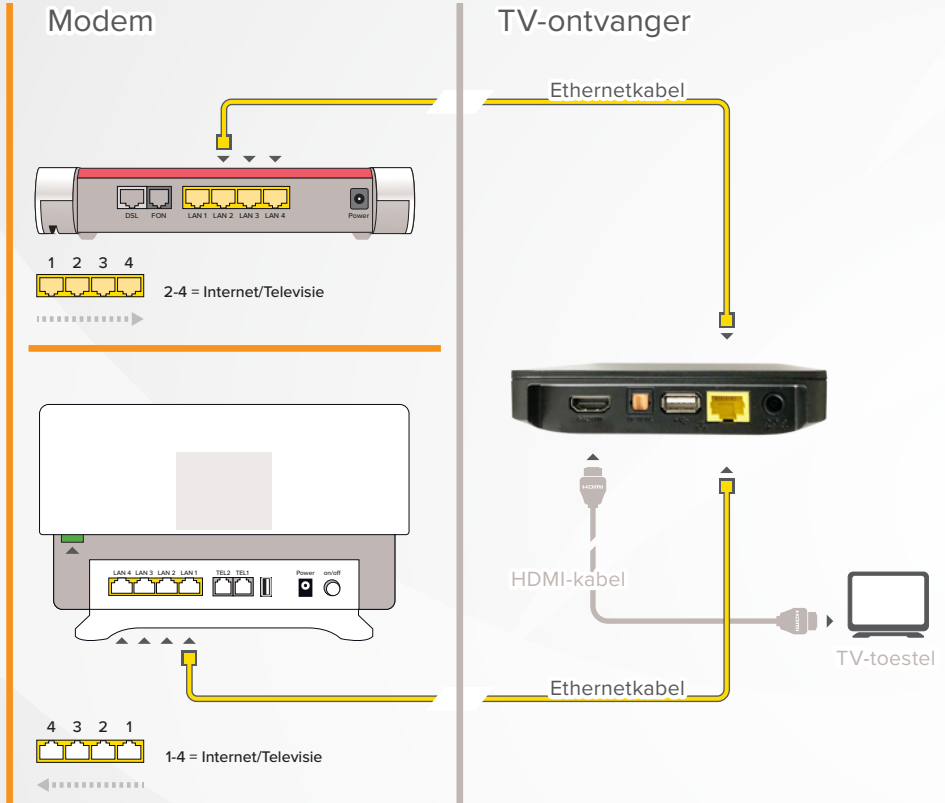 Modem
TV-ontvanger
Ethernetkabel
DSL FON LAN 1 LAN 2 LAN 3 LAN 4 Power
1 2 3 4
2-4 = Internet/Televisie
HDMI
LAN 4 LAN 3 LAN 2 LAN 1 TEL2 TEL1 Power on/off
HDMI-kabel
HDMI
TV-toestel
Ethernetkabel
4 3 2 1
1-4 = Internet/Televisie